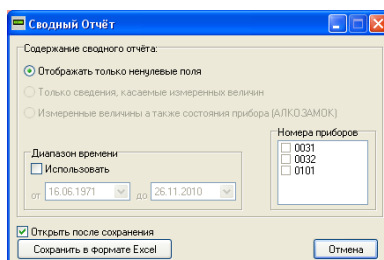 Сводный Отчёт
Содержание сводного отчёта:
Отображать только ненулевые поля
Только сведения, касаемые измеренных величин
Измеренные величины а также состояния прибора (АЛКОЗАМОК)
Номера приборов
0031
0032
0101
Диапазон времени
Использовать
от 16.06.1971 до 26.11.2010
Открыть после сохранения
Сохранить в формате Excel
Отмена